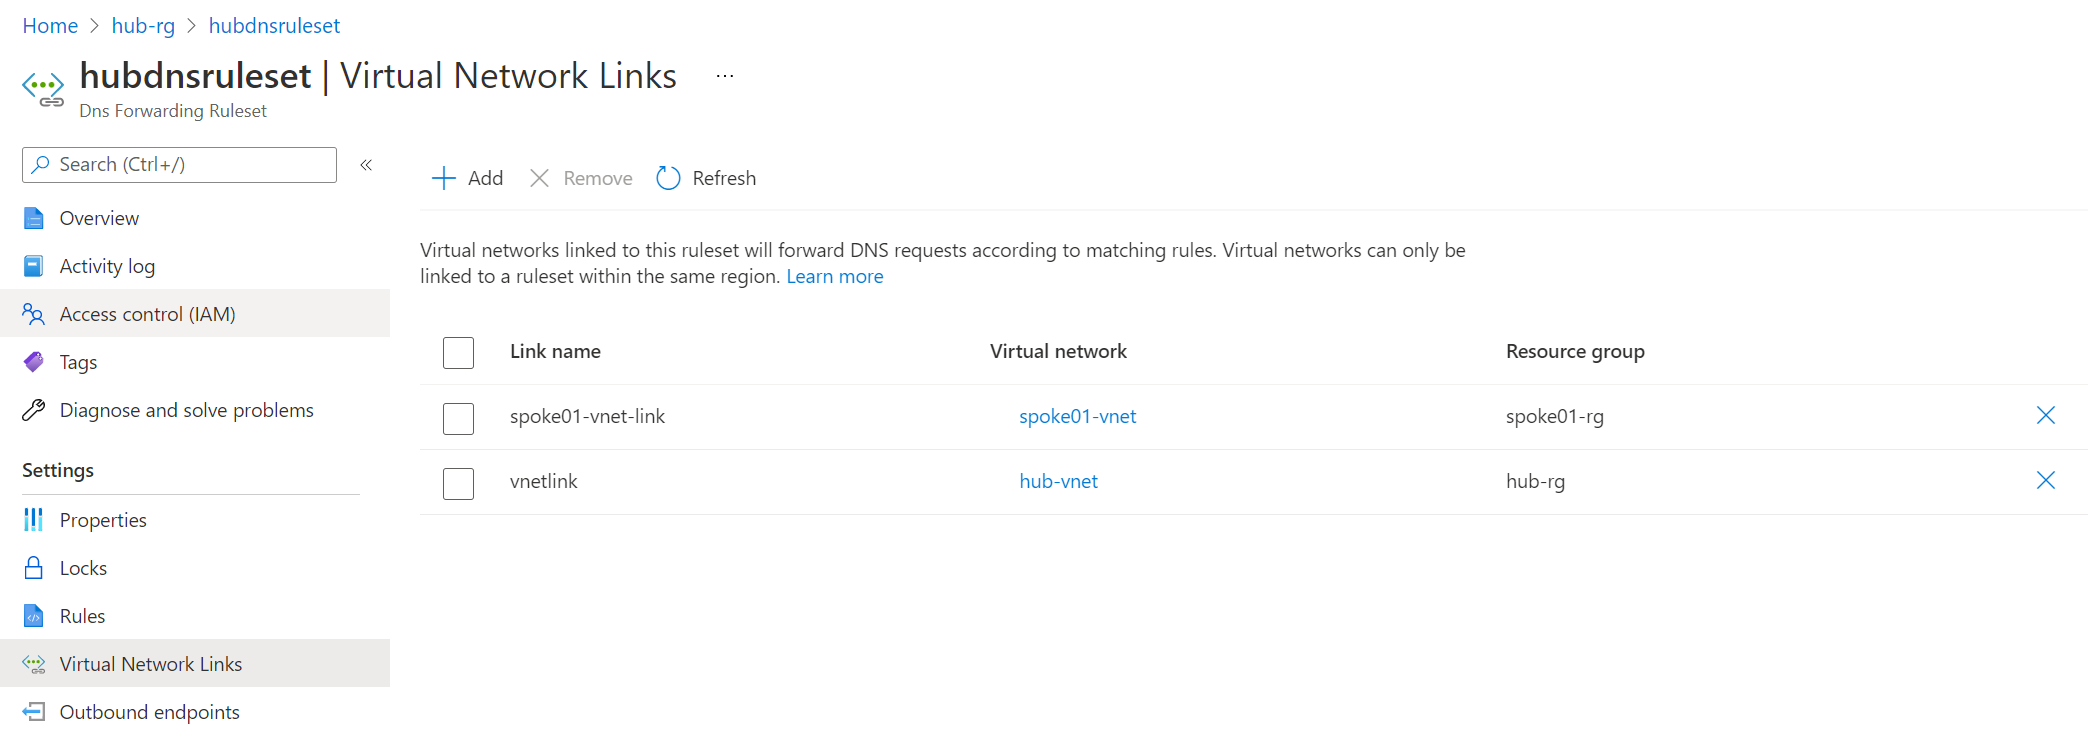 Home > hub-rg > hubdnsruleset
hubdnsruleset | Virtual Network Links ...
Dns Forwarding Ruleset
Search (Ctrl+/) «
Overview
Activity log
Access control (IAM)
Tags
Diagnose and solve problems
Settings
Properties
Locks
Rules
Virtual Network Links
Outbound endpoints
Add Remove Refresh
Virtual networks linked to this ruleset will forward DNS requests according to matching rules. Virtual networks can only be
linked to a ruleset within the same region. Learn more
Link name Virtual network Resource group
spoke01-vnet-link spoke01-vnet spoke01-rg
vnetlink hub-vnet hub-rg